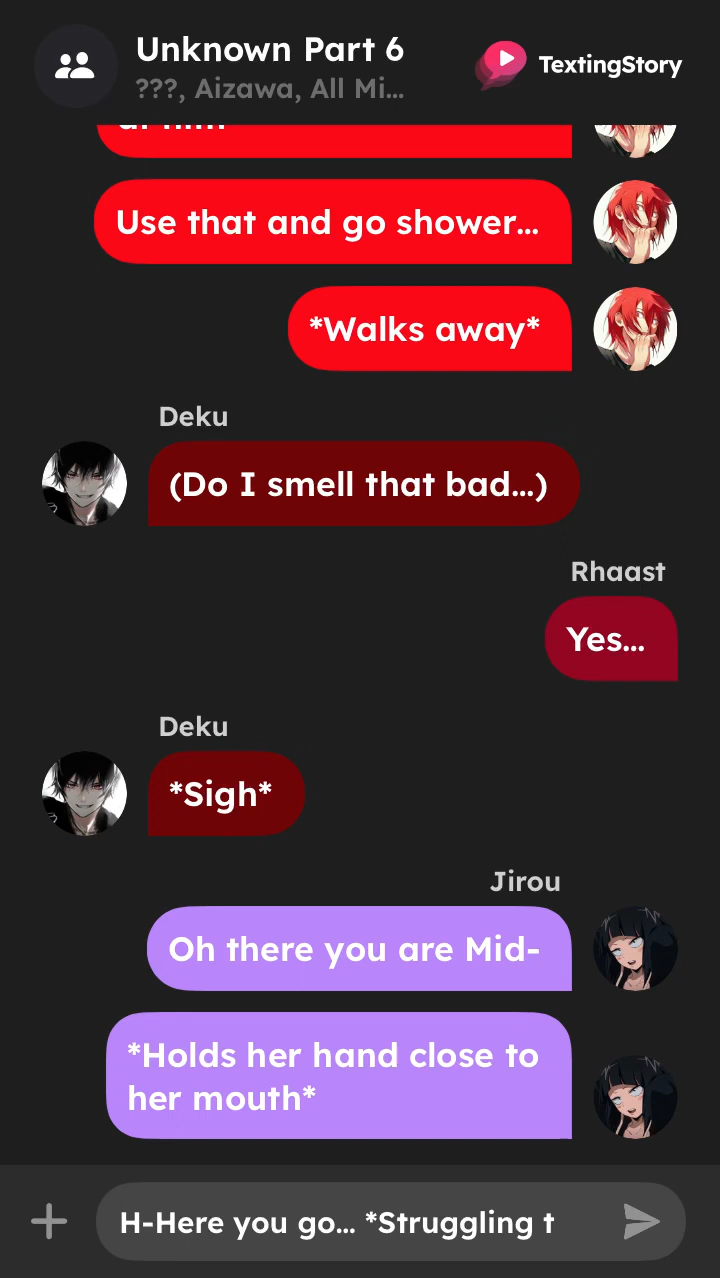 Unknown Part 6
???, Aizawa, All Mi...
TextingStory
Use that and go shower...
*Walks away*
Deku
(Do I smell that bad...)
Rhaast
Yes...
Deku
*Sigh*
Jirou
Oh there you are Mid-
*Holds her hand close to
her mouth*
H-Here you go... *Struggling t